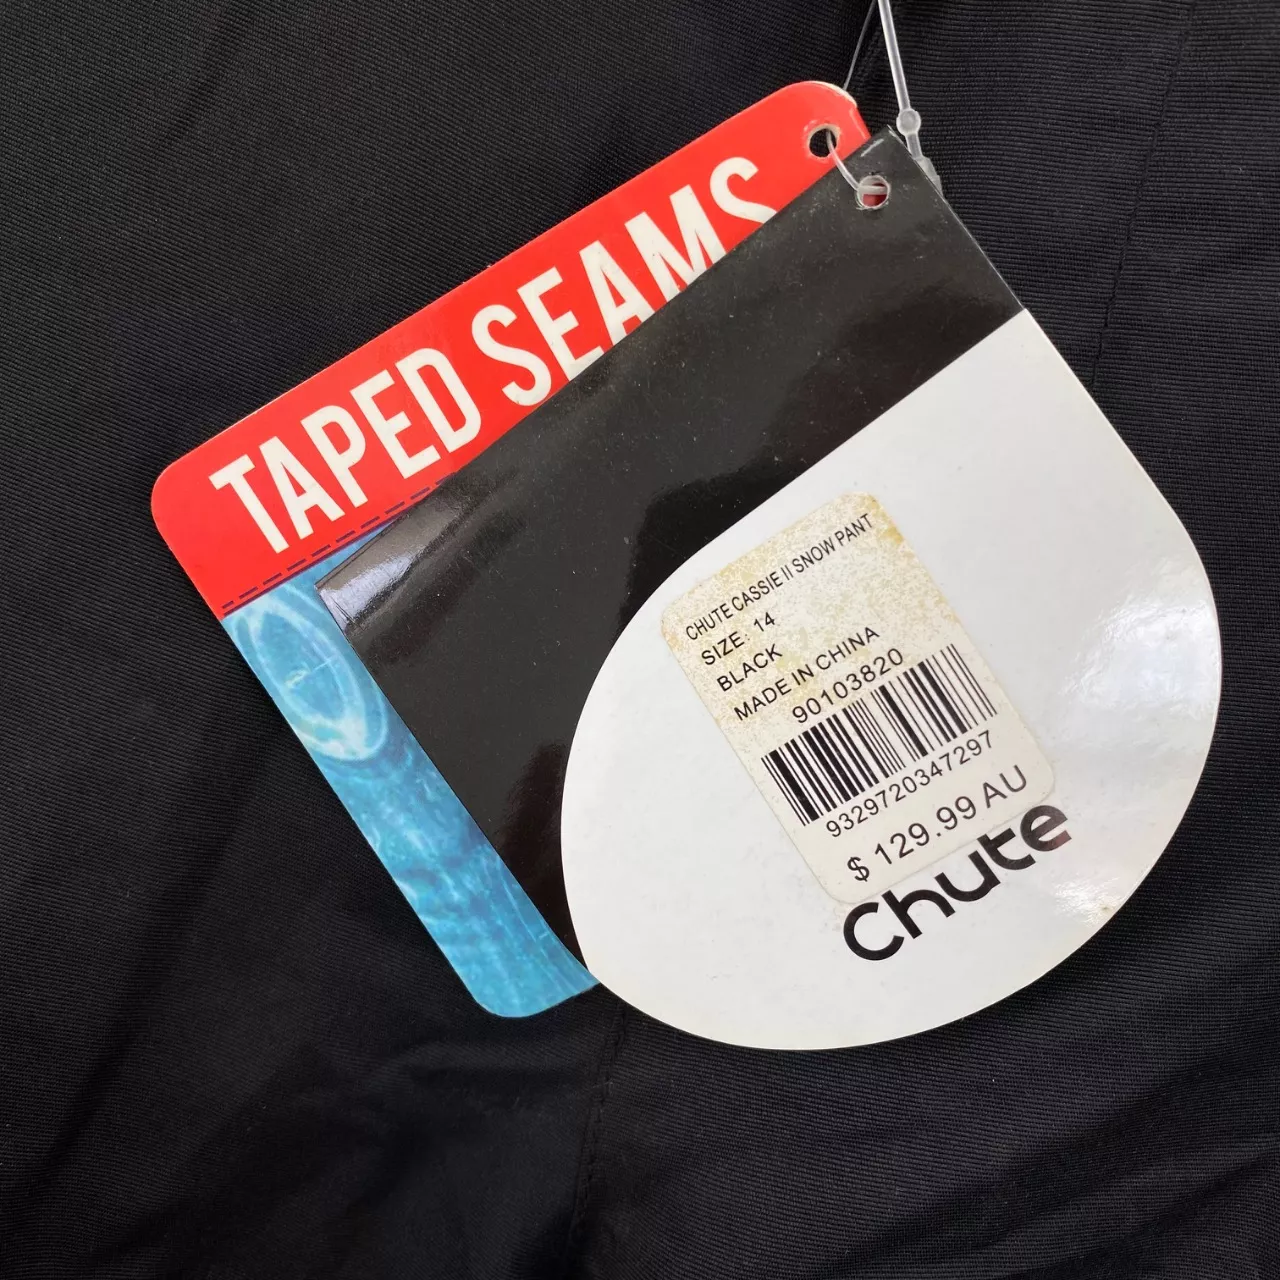 TAPED SEAMS
CHUTE CASSIE II SNOW PANT
SIZE: 14
BLACK
MADE IN CHINA
90103820
9329720347297
$ 129.99 AU
Chute